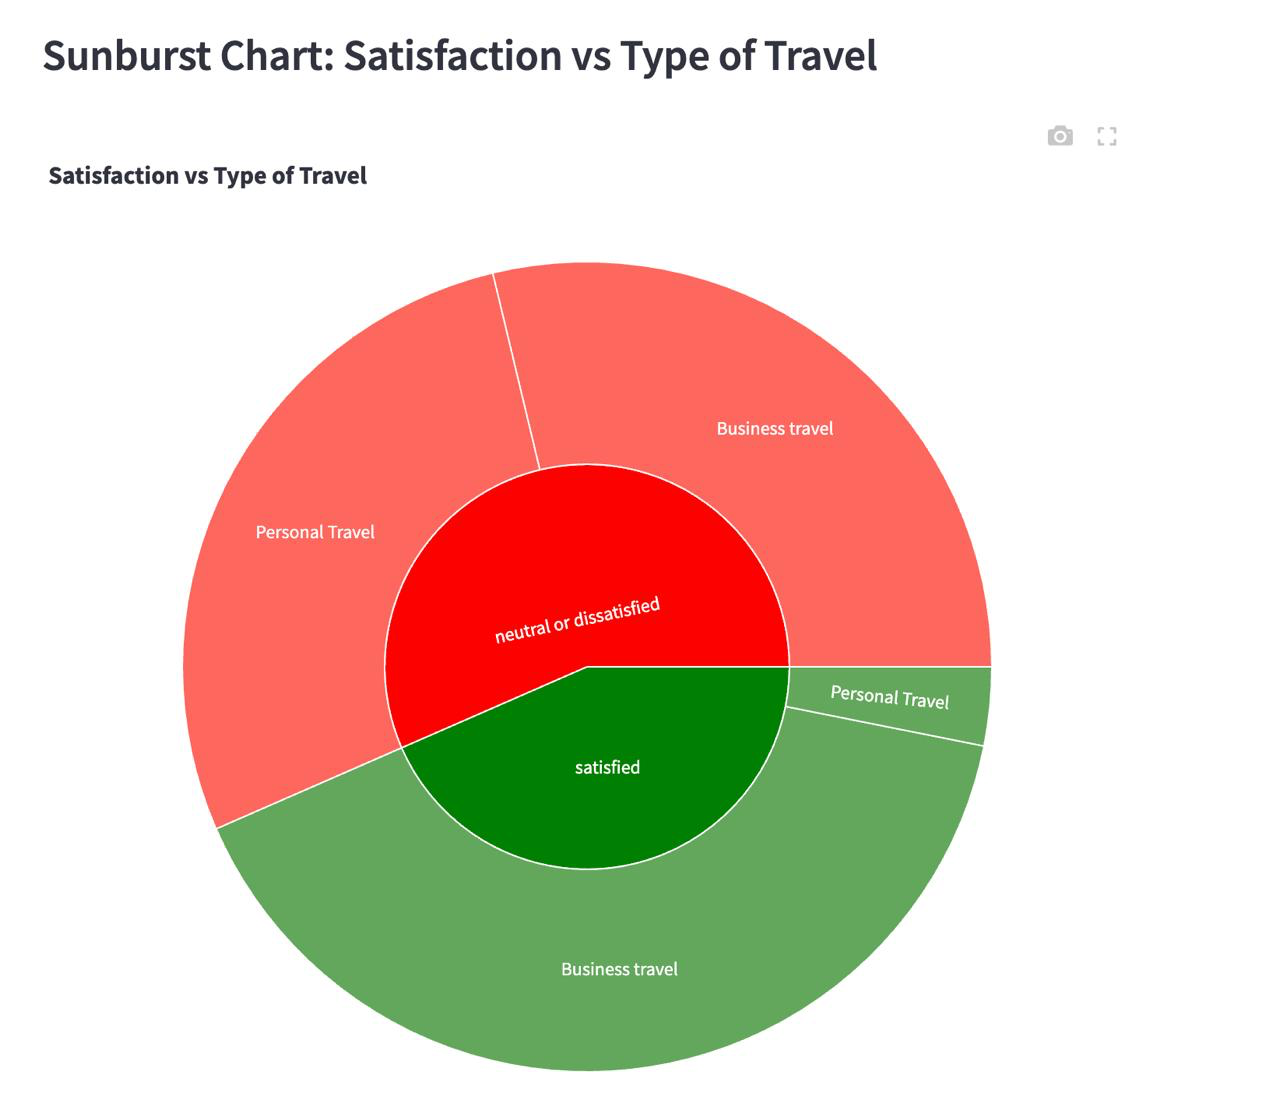 Sunburst Chart: Satisfaction vs Type of Travel
Satisfaction vs Type of Travel
Business travel
Personal Travel
neutral or dissatisfied
Personal Travel
satisfied
Business travel